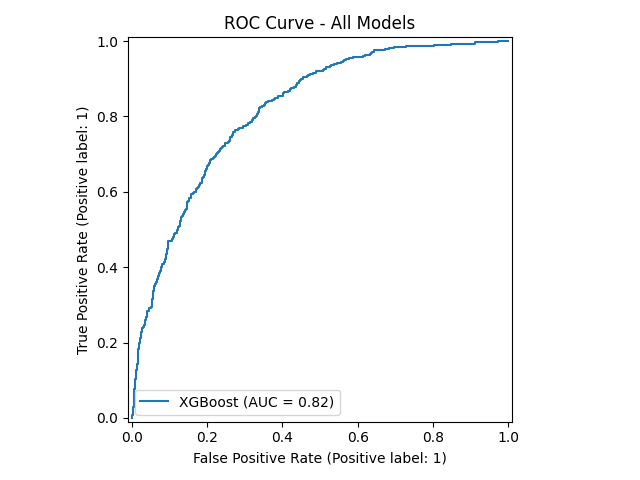 ROC Curve - All Models
1.0
0.8
0.6
0.4
0.2
0.0
True Positive Rate (Positive label: 1)
XGBoost (AUC = 0.82)
0.0 0.2 0.4 0.6 0.8 1.0
False Positive Rate (Positive label: 1)